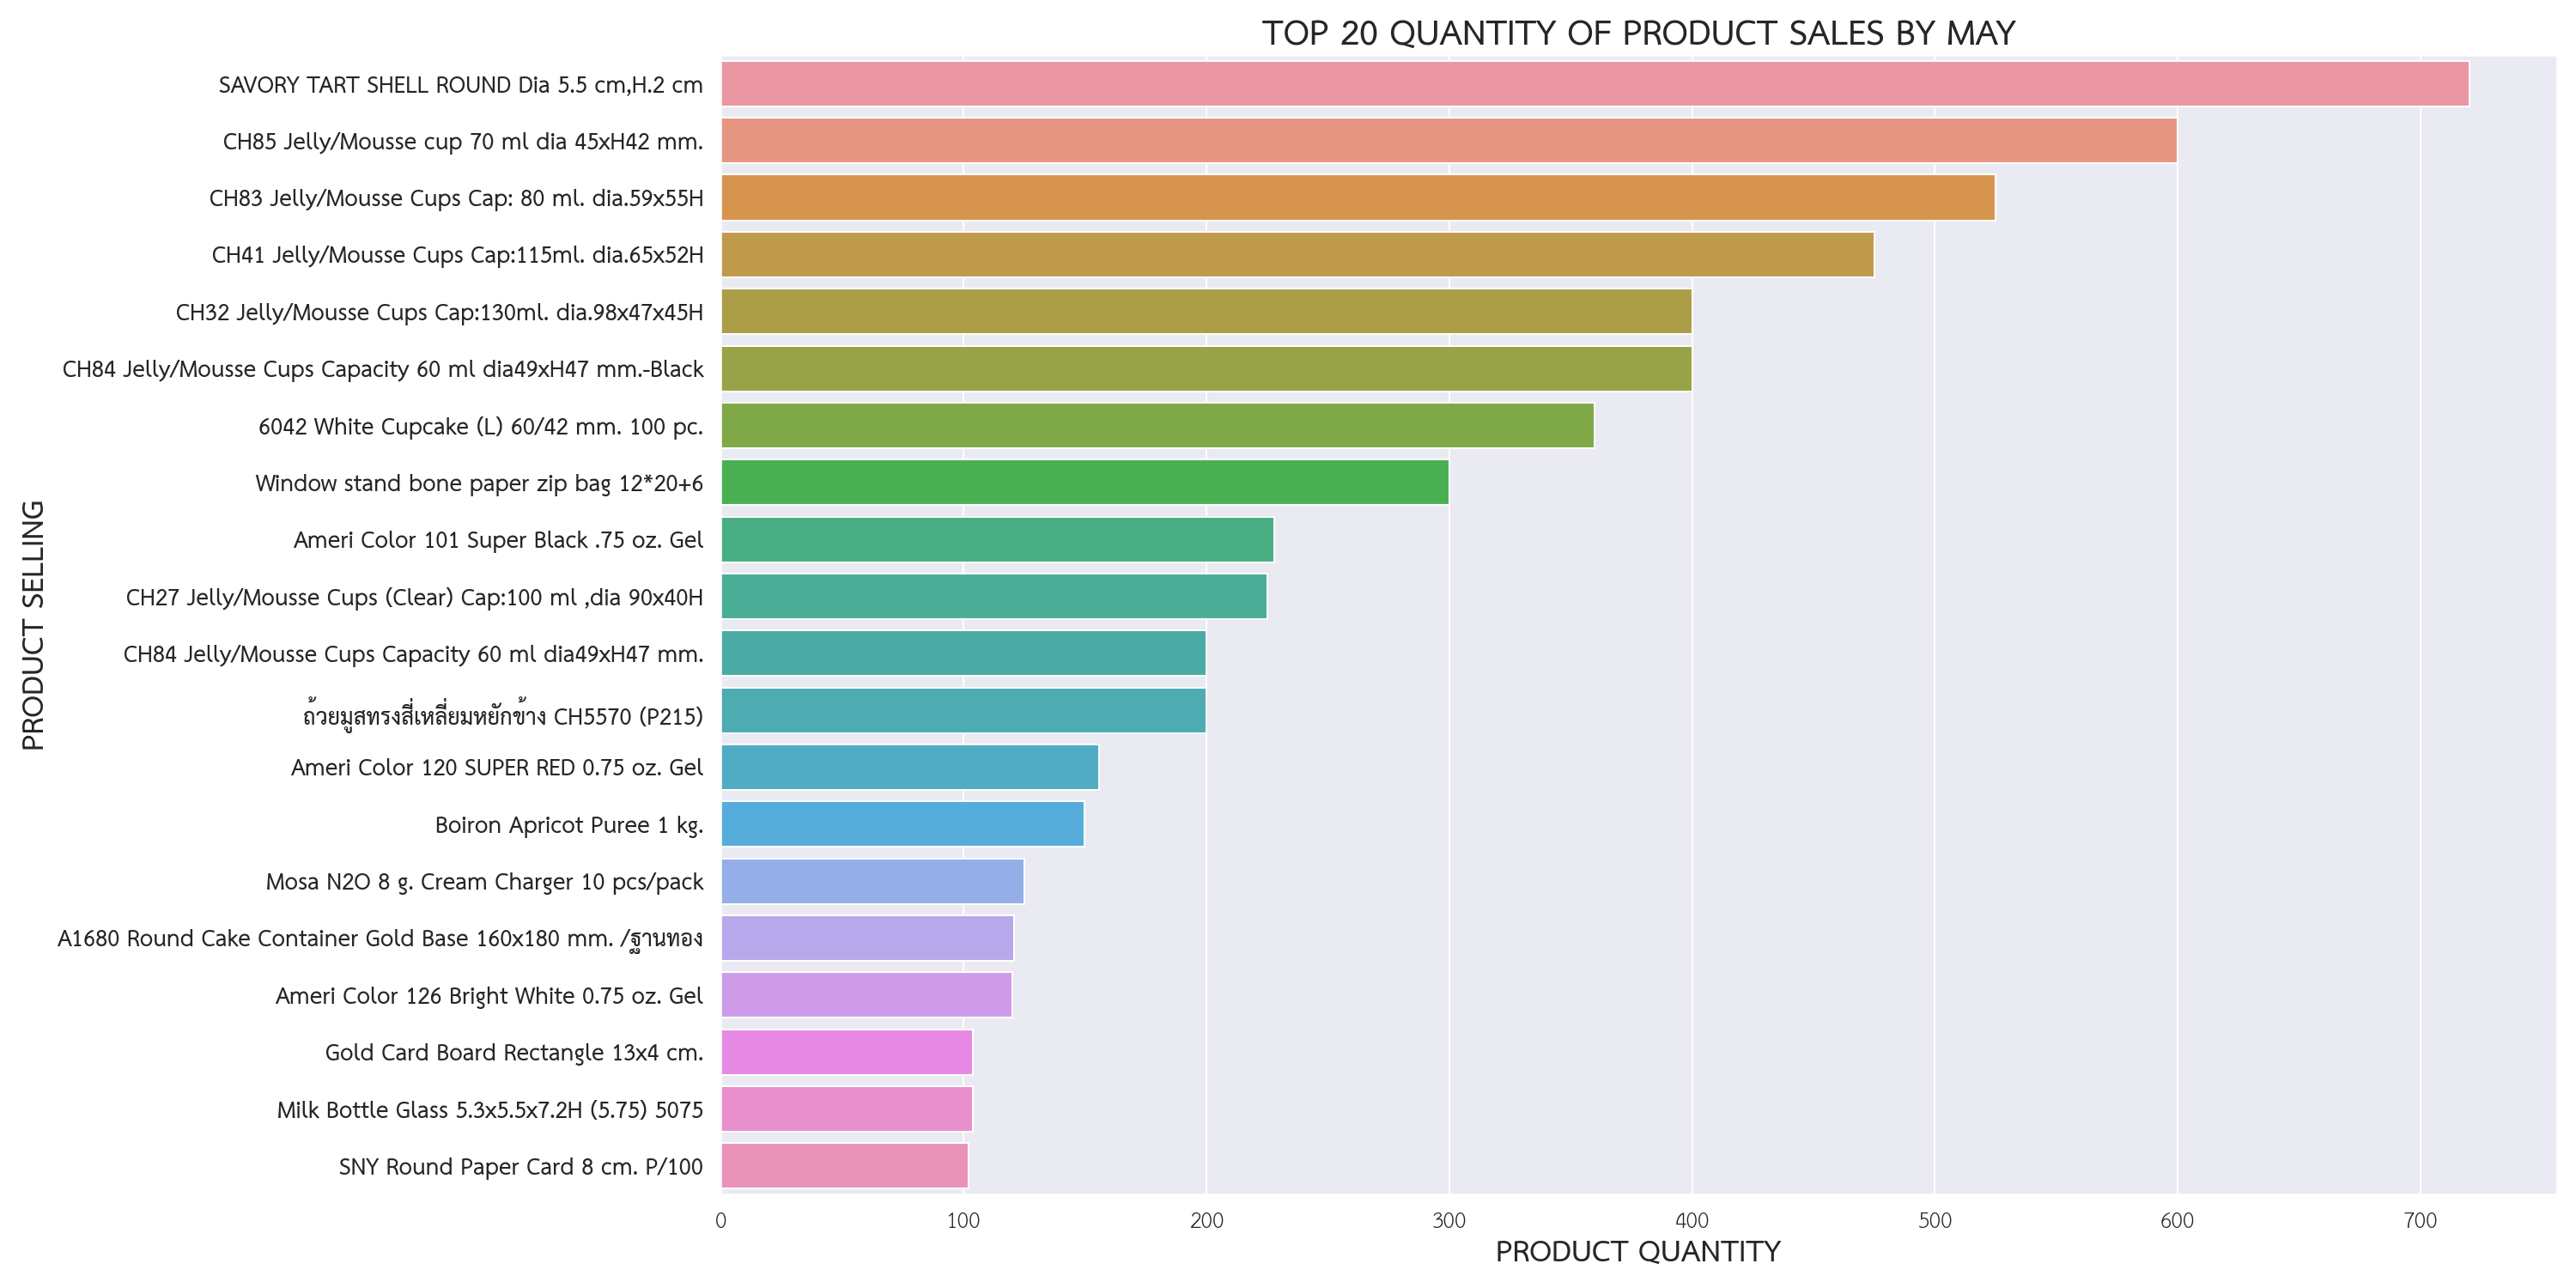 TOP 20 QUANTITY OF PRODUCT SALES BY MAY
SAVORY TART SHELL ROUND Dia 5.5 cm,H.2 cm
CH85 Jelly/Mousse cup 70 ml dia 45xH42 mm.
CH83 Jelly/Mousse Cups Cap: 80 ml. dia.59x55H
CH41 Jelly/Mousse Cups Cap:115ml. dia.65x52H
CH32 Jelly/Mousse Cups Cap:130ml. dia.98x47x45H
CH84 Jelly/Mousse Cups Capacity 60 ml dia49xH47 mm.-Black
6042 White Cupcake (L) 60/42 mm. 100 pc.
Window stand bone paper zip bag 12*20+6
Ameri Color 101 Super Black .75 oz. Gel
CH27 Jelly/Mousse Cups (Clear) Cap:100 ml ,dia 90x40H
CH84 Jelly/Mousse Cups Capacity 60 ml dia49xH47 mm.
ถ้วยมูสทรงสี่เหลี่ยมหยักข้าง CH5570 (P215)
Ameri Color 120 SUPER RED 0.75 oz. Gel
Boiron Apricot Puree 1 kg.
Mosa N2O 8 g. Cream Charger 10 pcs/pack
A1680 Round Cake Container Gold Base 160x180 mm. /ฐานทอง
Ameri Color 126 Bright White 0.75 oz. Gel
Gold Card Board Rectangle 13x4 cm.
Milk Bottle Glass 5.3x5.5x7.2H (5.75) 5075
SNY Round Paper Card 8 cm. P/100
PRODUCT SELLING
0 100 200 300 400 500 600 700
PRODUCT QUANTITY